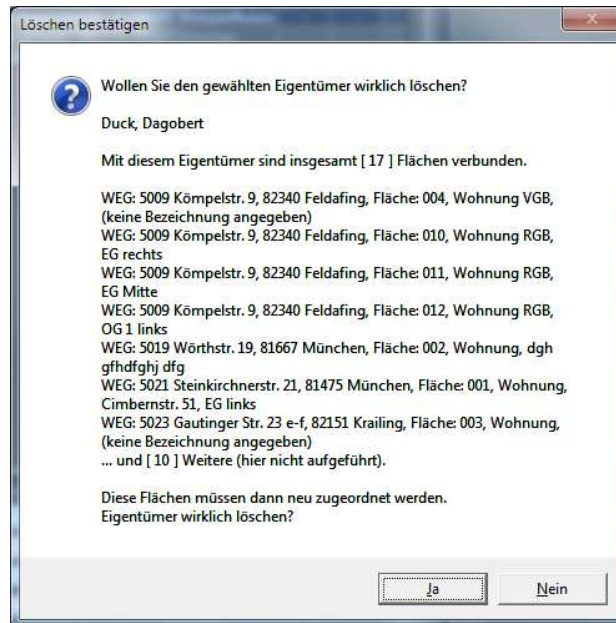 Löschen bestätigen
Wollen Sie den gewählten Eigentümer wirklich löschen?
Duck, Dagobert
Mit diesem Eigentümer sind insgesamt [ 17 ] Flächen verbunden.
WEG: 5009 Kömpelstr. 9, 82340 Feldafing, Fläche: 004, Wohnung VGB,
(keine Bezeichnung angegeben)
WEG: 5009 Kömpelstr. 9, 82340 Feldafing, Fläche: 010, Wohnung RGB,
EG rechts
WEG: 5009 Kömpelstr. 9, 82340 Feldafing, Fläche: 011, Wohnung RGB,
EG Mitte
WEG: 5009 Kömpelstr. 9, 82340 Feldafing, Fläche: 012, Wohnung RGB,
OG 1 links
WEG: 5019 Wörthstr. 19, 81667 München, Fläche: 002, Wohnung, dgh
gfhdfghj dfg
WEG: 5021 Steinkirchnerstr. 21, 81475 München, Fläche: 001, Wohnung,
Cimbernstr. 51, EG links
WEG: 5023 Gautinger Str. 23 e-f, 82151 Krailing, Fläche: 003, Wohnung,
(keine Bezeichnung angegeben)
... und [ 10 ] Weitere (hier nicht aufgeführt).
Diese Flächen müssen dann neu zugeordnet werden.
Eigentümer wirklich löschen?
Ja
Nein